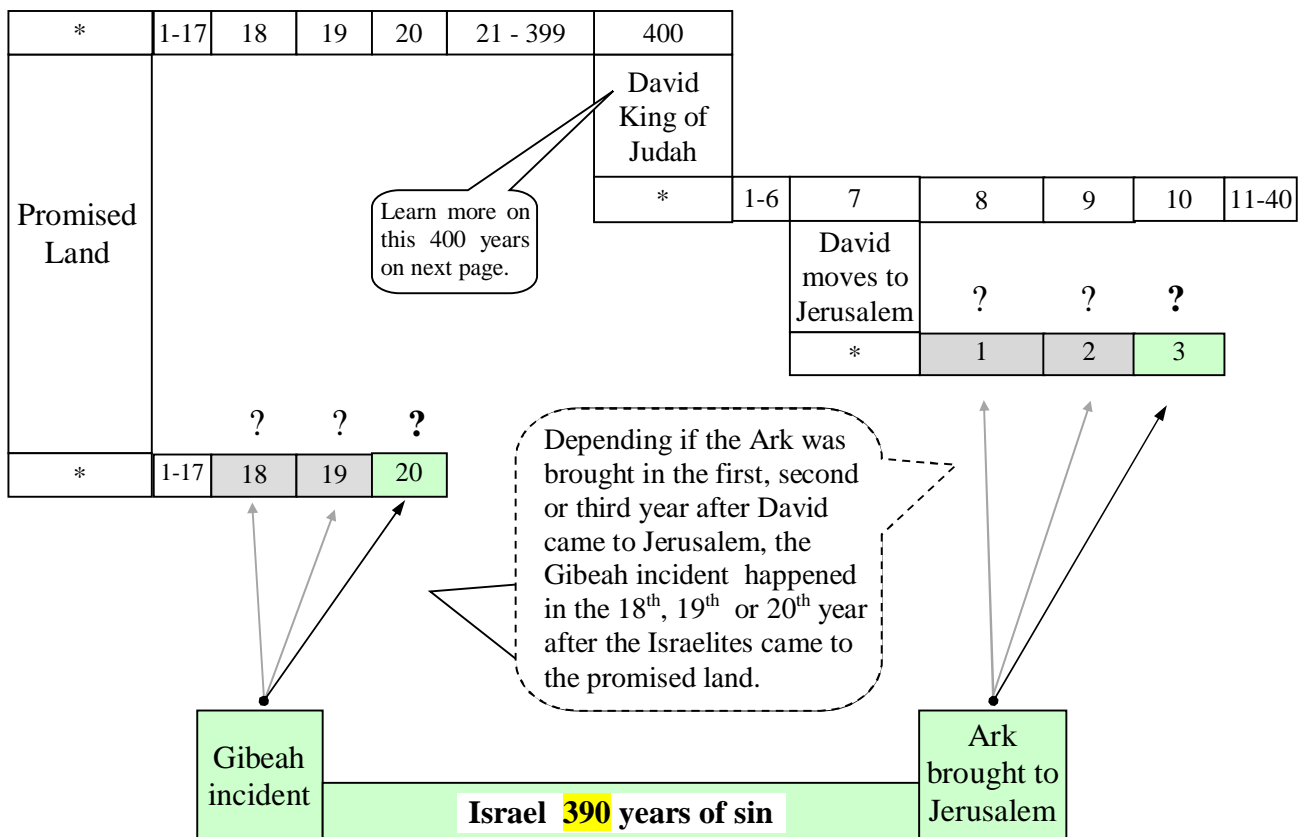 * 1-17 18 19 20 21 - 399 400
David
King of
Judah
* 1-6 7 8 9 10 11-40
Promised
Land
Learn more on
this 400 years
on next page.
David
moves to
Jerusalem
? ? ?
* 1 2 3
? ? ?
* 1-17 18 19 20
Depending if the Ark was
brought in the first, second
or third year after David
came to Jerusalem, the
Gibeah incident happened
in the 18th, 19th or 20th year
after the Israelites came to
the promised land.
Gibeah
incident
Ark
brought to
Jerusalem
Israel 390 years of sin